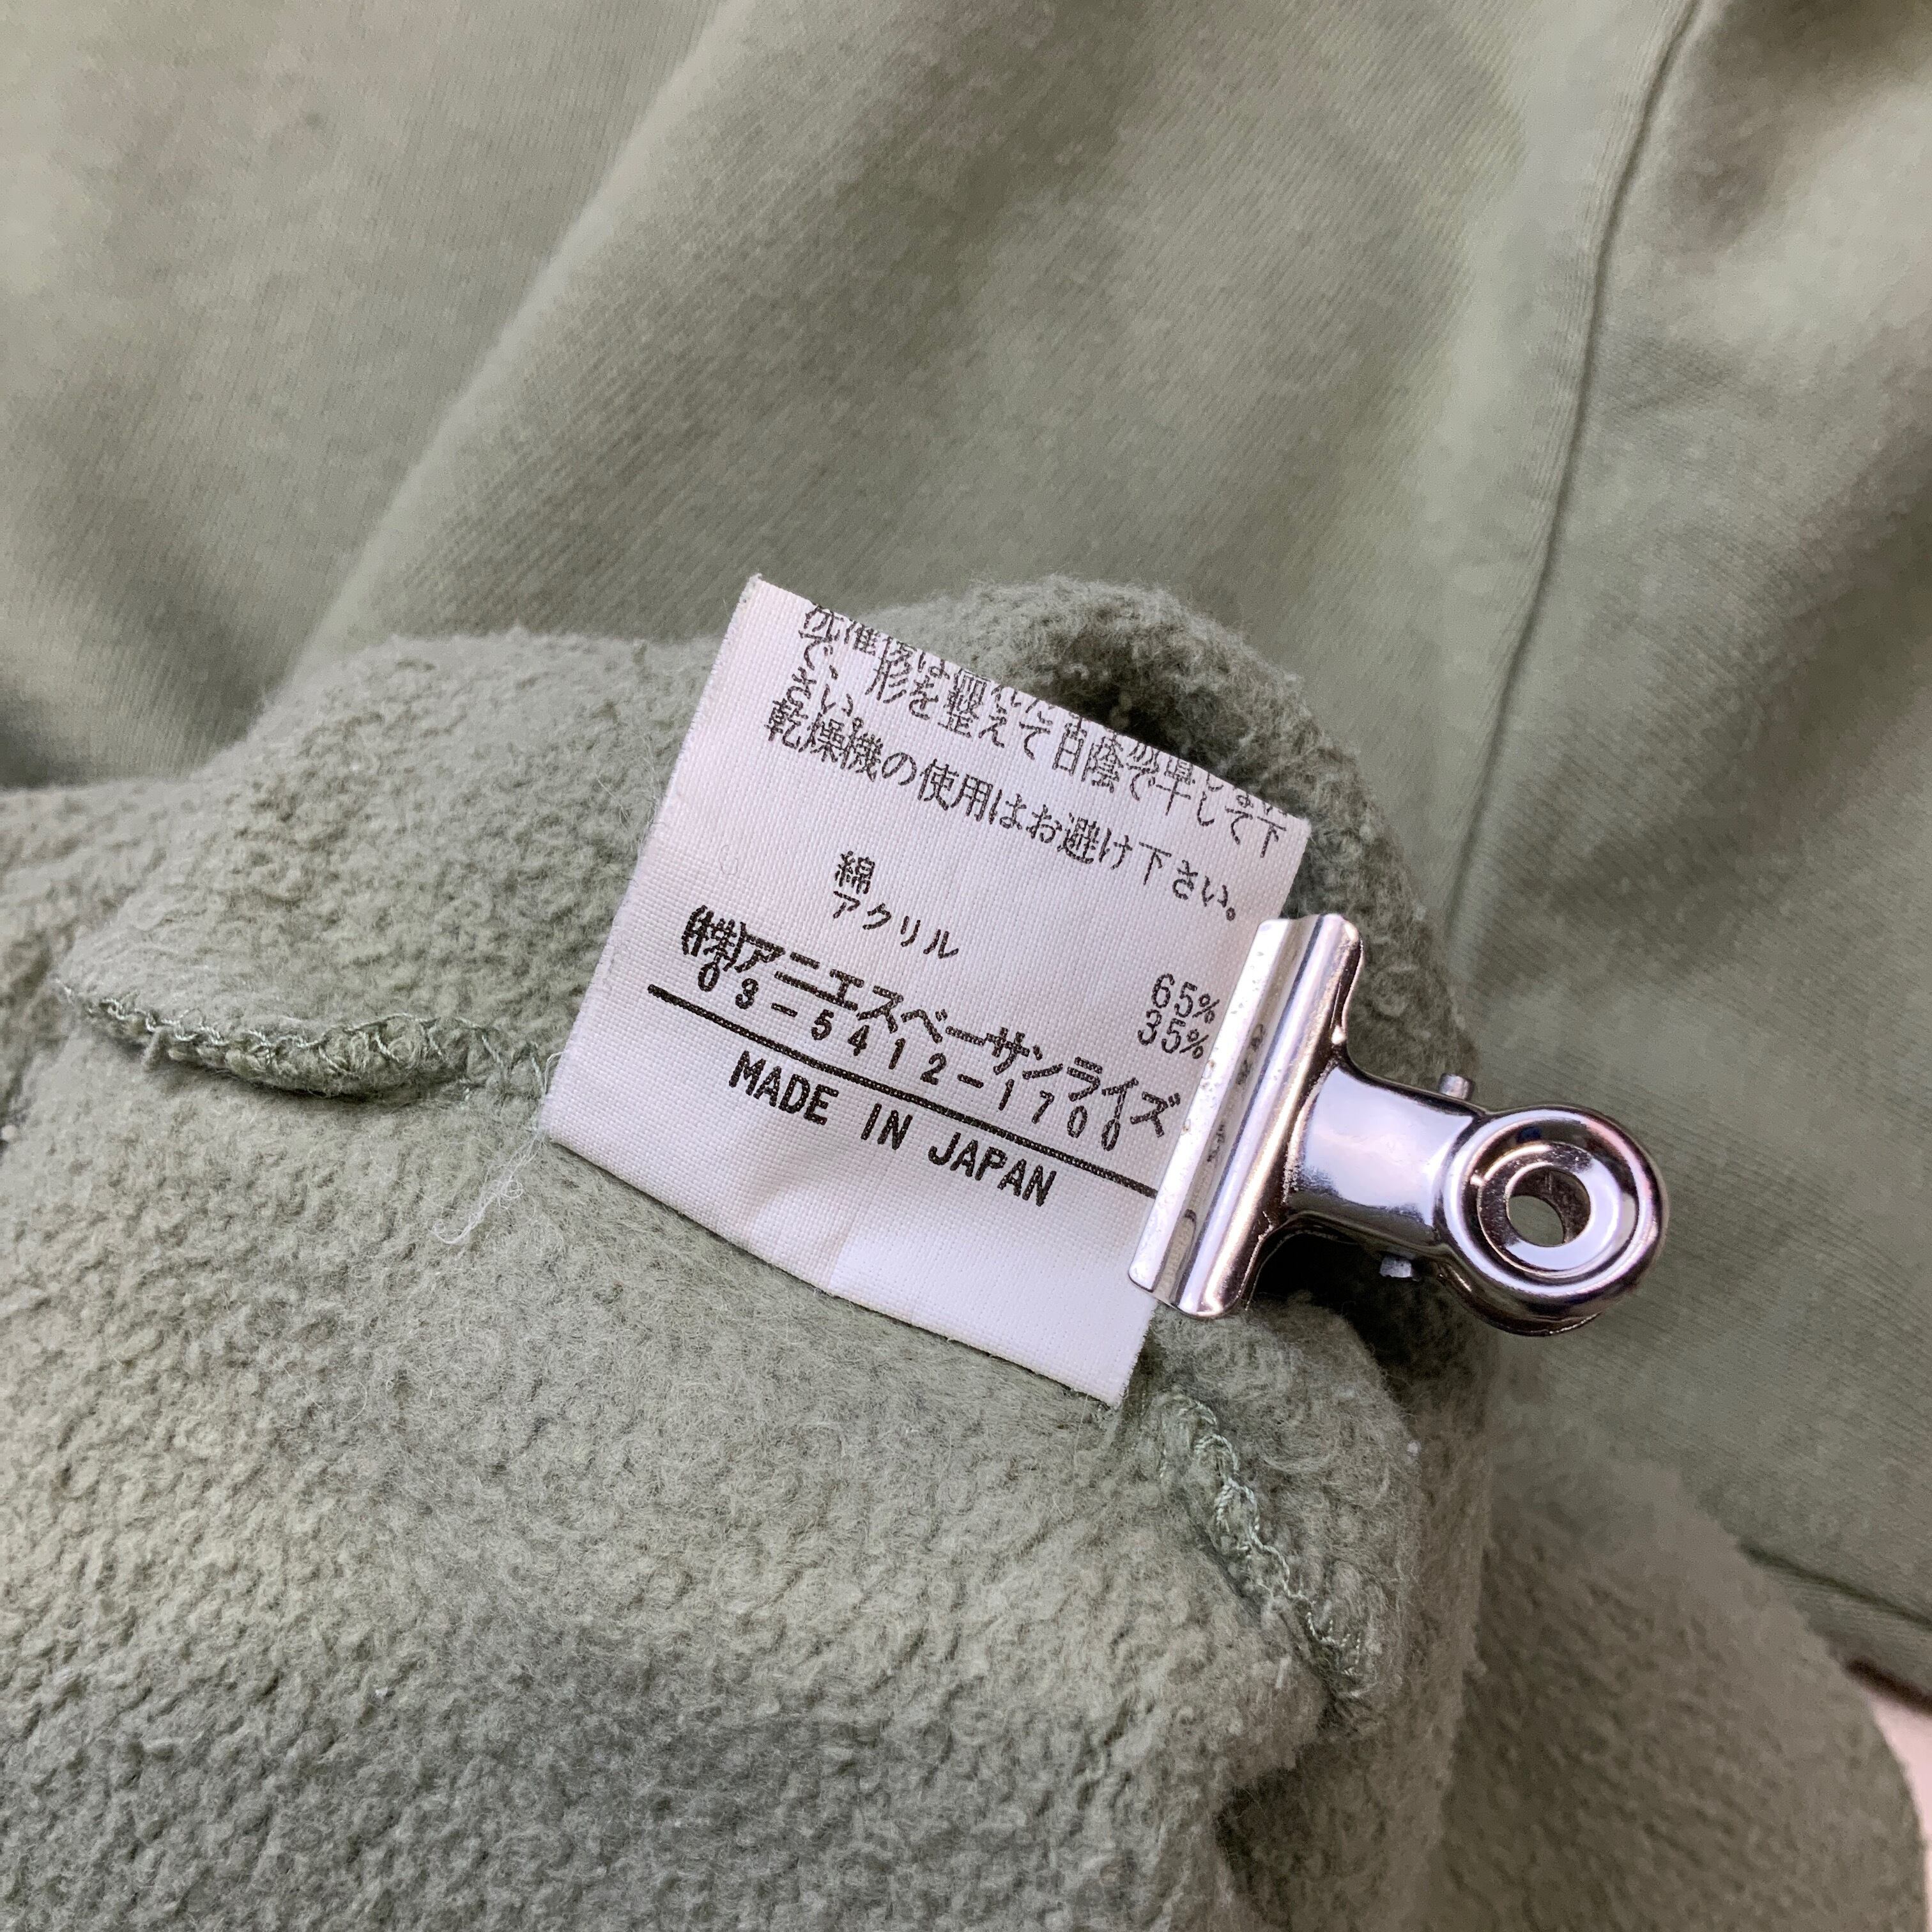 で、形を整えて日陰で干して下
さい。
乾燥機の使用はお避け下さい。
綿 65%
アクリル 35%
(株)アニエスベーサンライズ
03-5412-1700
MADE IN JAPAN